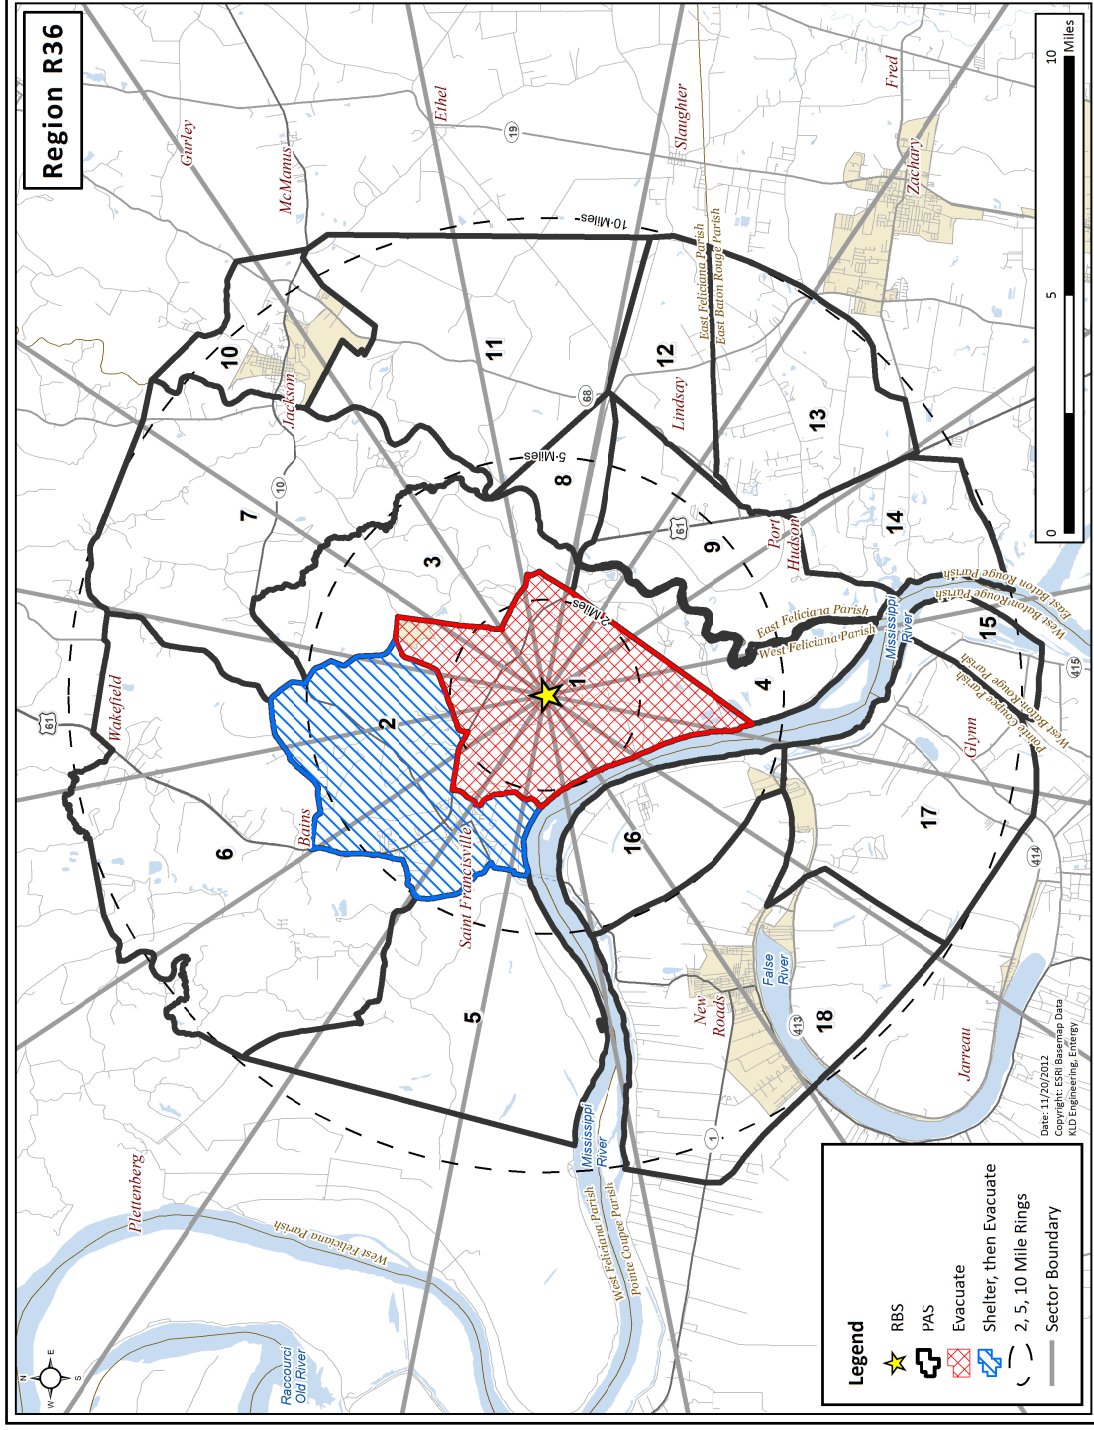 Region R36
Gurley
McManus
Ethel
19
Slaughter
Fred
Zachary
10 Miles
5 Miles
2 Miles
East Feliciana Parish
East Baton Rouge Parish
10
Jackson
10
11
68
12
Lindsay
13
7
3
8
61
9
Port
Hudson
14
61
Wakefield
2
1
4
East Feliciana Parish
West Feliciana Parish
Mississippi
River
West Baton Rouge Parish
East Baton Rouge Parish
15
415
Pointe Coupee Parish
West Baton Rouge Parish
Glynn
Bains
6
Saint Francisville
16
17
414
5
New
Roads
False
River
413
18
Jarreau
1
Mississippi
River
Plettenberg
West Feliciana Parish
West Feliciana Parish
Pointe Coupee Parish
Raccourci
Old River
N
W
E
S
0
5
10
Miles
Date: 11/20/2012
Copyright: ESRI Basemap Data
KLD Engineering, Entergy
Legend
RBS
PAS
Evacuate
Shelter, then Evacuate
2, 5, 10 Mile Rings
Sector Boundary